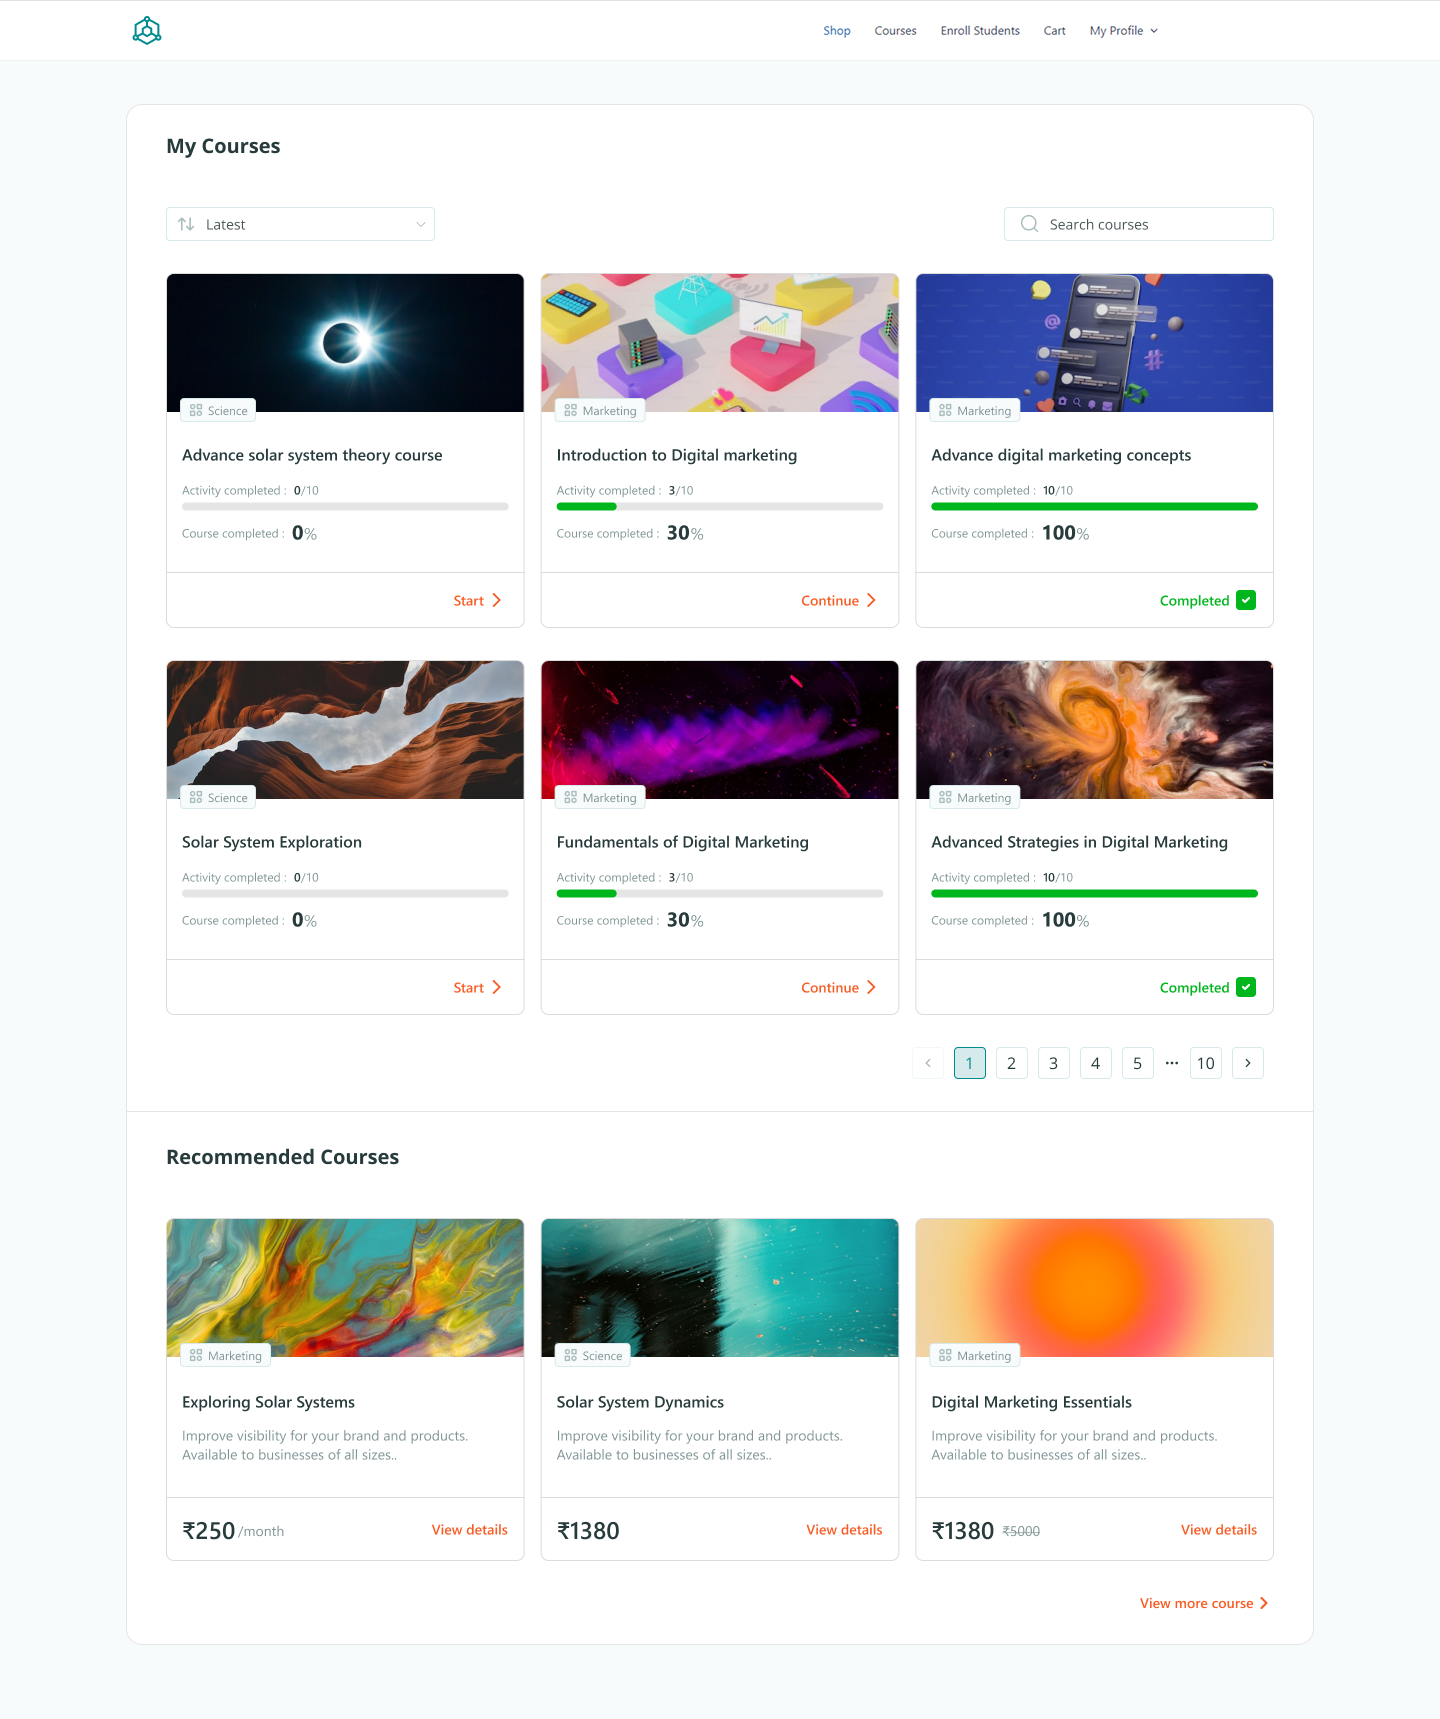 Shop Courses Enroll Students Cart My Profile
My Courses
Latest Search courses
Science Marketing Marketing
Advance solar system theory course Introduction to Digital marketing Advance digital marketing concepts
Activity completed : 0/10 Activity completed : 3/10 Activity completed : 10/10
Course completed : 0% Course completed : 30% Course completed : 100%
Start Continue Completed
Science Marketing Marketing
Solar System Exploration Fundamentals of Digital Marketing Advanced Strategies in Digital Marketing
Activity completed : 0/10 Activity completed : 3/10 Activity completed : 10/10
Course completed : 0% Course completed : 30% Course completed : 100%
Start Continue Completed
1 2 3 4 5 ··· 10
Recommended Courses
Marketing Science Marketing
Exploring Solar Systems Solar System Dynamics Digital Marketing Essentials
Improve visibility for your brand and products. Improve visibility for your brand and products. Improve visibility for your brand and products.
Available to businesses of all sizes.. Available to businesses of all sizes.. Available to businesses of all sizes..
₹250 /month View details ₹1380 View details ₹1380 ₹5000 View details
View more course